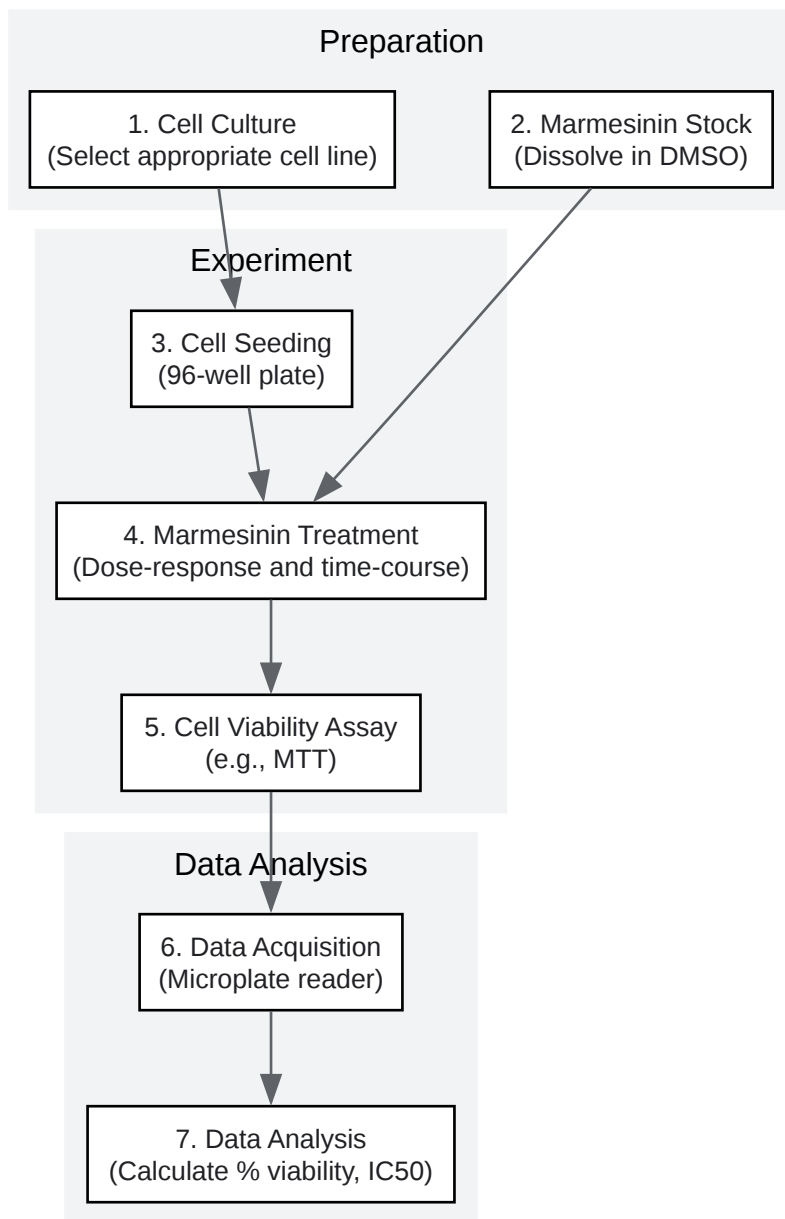 Preparation
1. Cell Culture
(Select appropriate cell line)
2. Marmesinin Stock
(Dissolve in DMSO)
Experiment
3. Cell Seeding
(96-well plate)
4. Marmesinin Treatment
(Dose-response and time-course)
5. Cell Viability Assay
(e.g., MTT)
Data Analysis
6. Data Acquisition
(Microplate reader)
7. Data Analysis
(Calculate % viability, IC50)